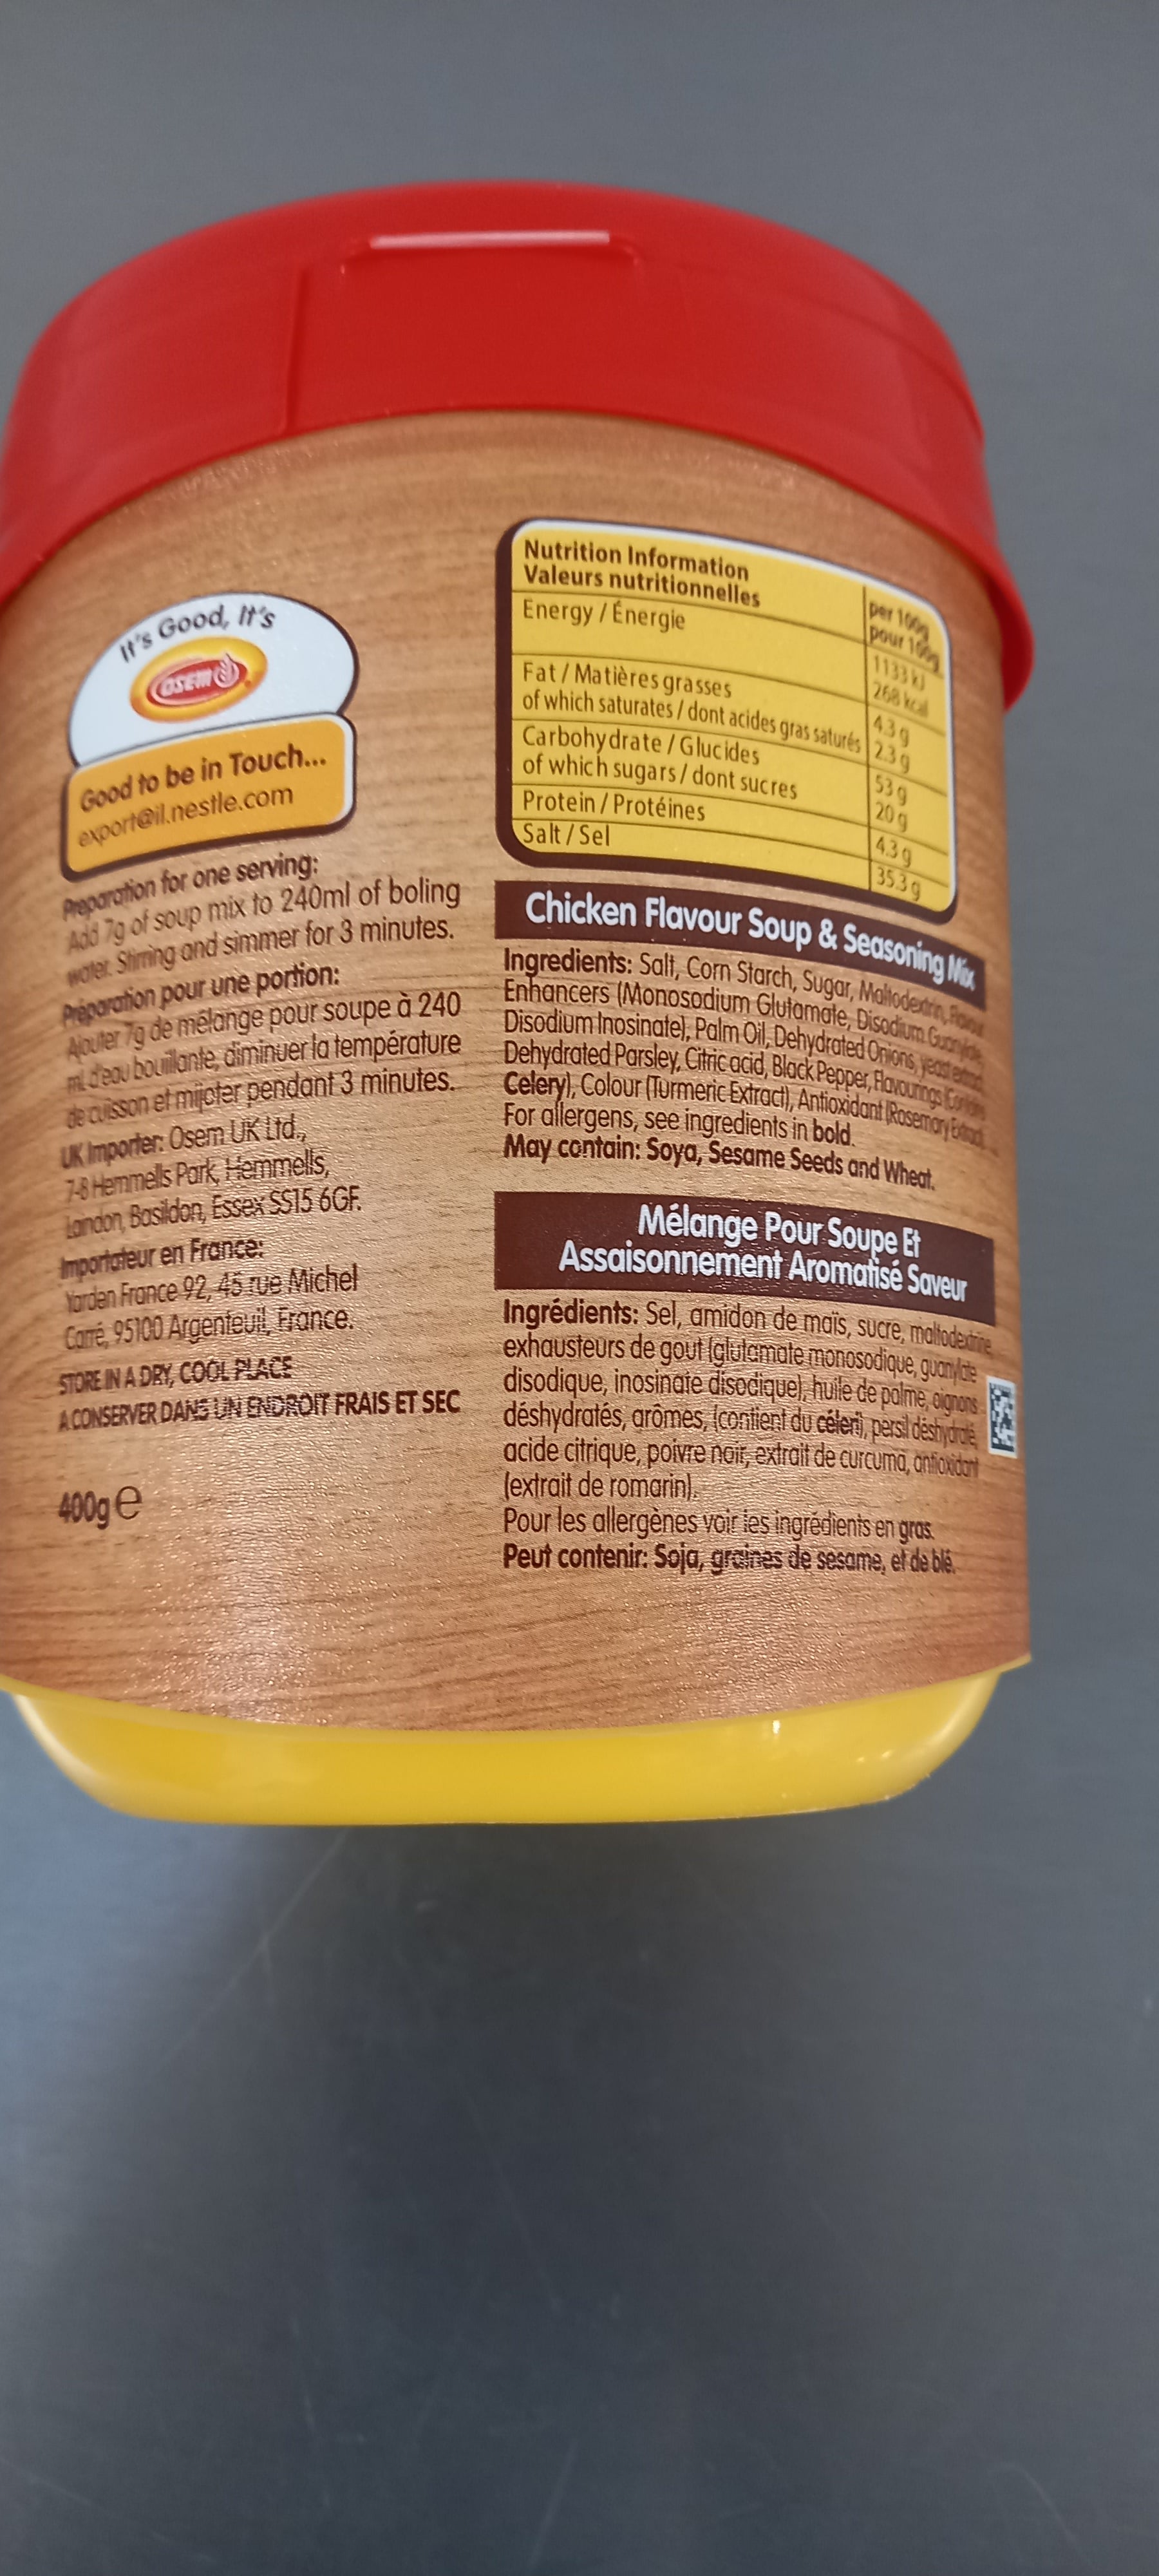 It's Good, It's
OSEM
Good to be in Touch...
export@il.nestle.com
Preparation for one serving:
Add 7g of soup mix to 240ml of boling
water. Stirring and simmer for 3 minutes.
Préparation pour une portion:
Ajouter 7g de mélange pour soupe à 240
ml d'eau bouillante, diminuer la température
de cuisson et mijoter pendant 3 minutes.
UK Importer: Osem UK Ltd.,
7-8 Hemmells Park, Hemmells,
Landon, Basildon, Essex SS15 6GF.
Importateur en France:
Yarden France 92, 45 rue Michel
Carré, 95100 Argenteuil, France.
STORE IN A DRY, COOL PLACE
A CONSERVER DANS UN ENDROIT FRAIS ET SEC
400g e
Nutrition Information
Valeurs nutritionnelles
per 100g
pour 100g
Energy / Énergie
1133 kJ
268 kcal
Fat / Matières grasses 4.3 g
of which saturates / dont acides gras saturés 2.3 g
Carbohydrate / Glucides 53 g
of which sugars / dont sucres 20 g
Protein / Protéines 4.3 g
Salt / Sel 35.3 g
Chicken Flavour Soup & Seasoning Mix
Ingredients: Salt, Corn Starch, Sugar, Maltodextrin, Flavour
Enhancers (Monosodium Glutamate, Disodium Guanylate,
Disodium Inosinate), Palm Oil, Dehydrated Onions, yeast extract,
Dehydrated Parsley, Citric acid, Black Pepper, Flavourings (Contains
Celery), Colour (Turmeric Extract), Antioxidant (Rosemary Extract).
For allergens, see ingredients in bold.
May contain: Soya, Sesame Seeds and Wheat.
Mélange Pour Soupe Et
Assaisonnement Aromatisé Saveur
Ingrédients: Sel, amidon de maïs, sucre, maltodextrine,
exhausteurs de gout (glutamate monosodique, guanylate
disodique, inosinate disodique), huile de palme, oignons
déshydratés, arômes, (contient du céleri), persil déshydraté,
acide citrique, poivre noir, extrait de curcuma, antioxidant
(extrait de romarin).
Pour les allergènes voir les ingrédients en gras.
Peut contenir: Soja, graines de sesame, et de blé.